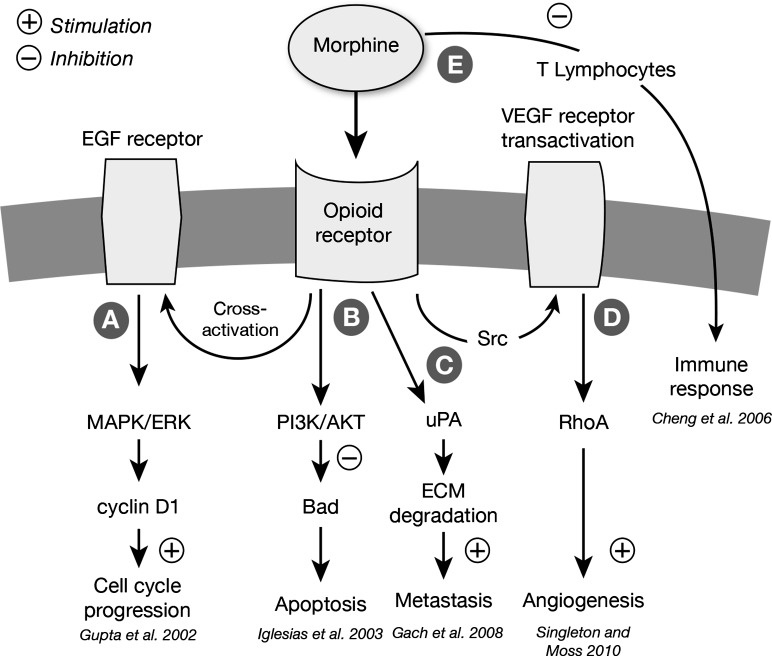 + Stimulation
− Inhibition
Morphine
E
−
T Lymphocytes
EGF receptor
VEGF receptor
transactivation
Opioid
receptor
A
Cross-
activation
B
C
Src
D
Immune
response
Cheng et al. 2006
MAPK/ERK
PI3K/AKT
uPA
RhoA
−
cyclin D1
Bad
ECM
degradation
+
+
+
Cell cycle
progression
Gupta et al. 2002
Apoptosis
Iglesias et al. 2003
Metastasis
Gach et al. 2008
Angiogenesis
Singleton and
Moss 2010